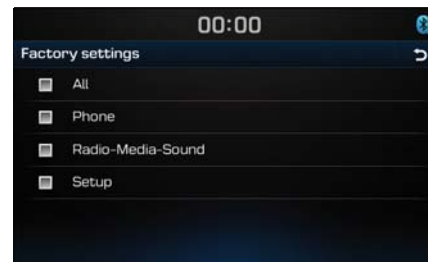 00:00
Factory settings
All
Phone
Radio-Media-Sound
Setup